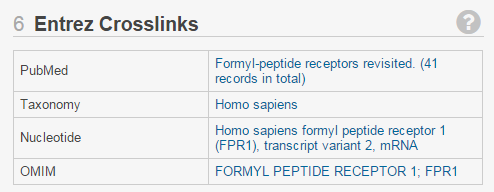 6 Entrez Crosslinks ?
PubMed
Formyl-peptide receptors revisited. (41
records in total)
Taxonomy
Homo sapiens
Nucleotide
Homo sapiens formyl peptide receptor 1
(FPR1), transcript variant 2, mRNA
OMIM
FORMYL PEPTIDE RECEPTOR 1; FPR1